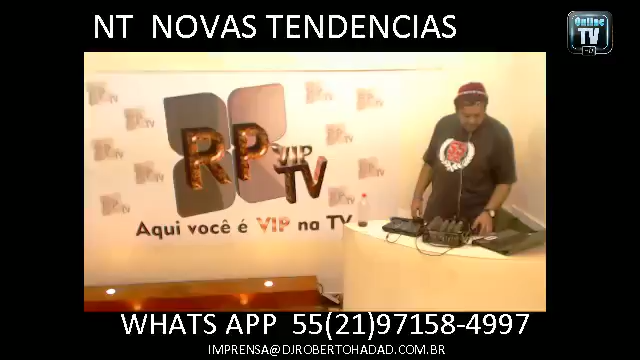 NT NOVAS TENDENCIAS
Online
TV
HD
RP VIP
TV
Aqui você é VIP na TV
WHATS APP 55(21)97158-4997
IMPRENSA@DJROBERTOHADAD.COM.BR